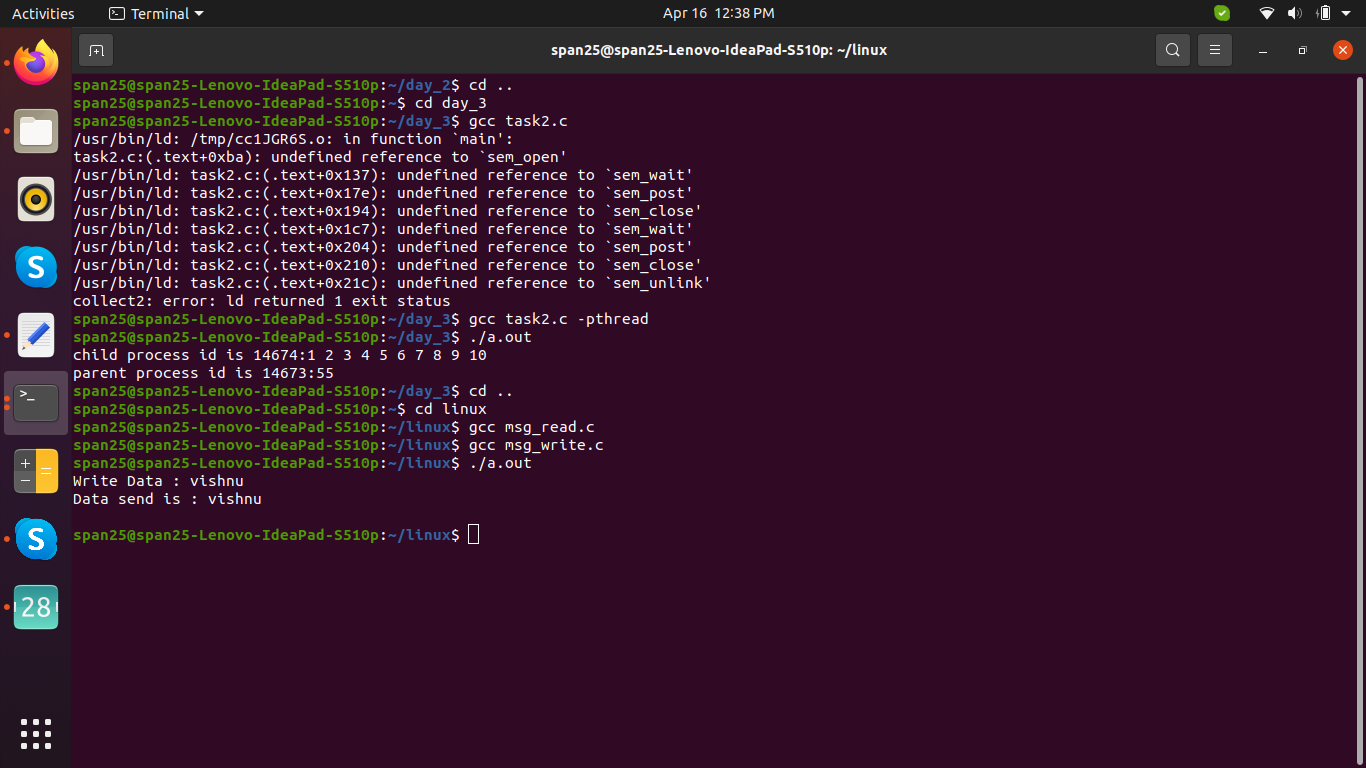 Activities
Terminal
Apr 16 12:38 PM
span25@span25-Lenovo-IdeaPad-S510p: ~/linux
span25@span25-Lenovo-IdeaPad-S510p:~/day_2$ cd ..
span25@span25-Lenovo-IdeaPad-S510p:~$ cd day_3
span25@span25-Lenovo-IdeaPad-S510p:~/day_3$ gcc task2.c
/usr/bin/ld: /tmp/cc1JGR6S.o: in function `main':
task2.c:(.text+0xba): undefined reference to `sem_open'
/usr/bin/ld: task2.c:(.text+0x137): undefined reference to `sem_wait'
/usr/bin/ld: task2.c:(.text+0x17e): undefined reference to `sem_post'
/usr/bin/ld: task2.c:(.text+0x194): undefined reference to `sem_close'
/usr/bin/ld: task2.c:(.text+0x1c7): undefined reference to `sem_wait'
/usr/bin/ld: task2.c:(.text+0x204): undefined reference to `sem_post'
/usr/bin/ld: task2.c:(.text+0x210): undefined reference to `sem_close'
/usr/bin/ld: task2.c:(.text+0x21c): undefined reference to `sem_unlink'
collect2: error: ld returned 1 exit status
span25@span25-Lenovo-IdeaPad-S510p:~/day_3$ gcc task2.c -pthread
span25@span25-Lenovo-IdeaPad-S510p:~/day_3$ ./a.out
child process id is 14674:1 2 3 4 5 6 7 8 9 10
parent process id is 14673:55
span25@span25-Lenovo-IdeaPad-S510p:~/day_3$ cd ..
span25@span25-Lenovo-IdeaPad-S510p:~$ cd linux
span25@span25-Lenovo-IdeaPad-S510p:~/linux$ gcc msg_read.c
span25@span25-Lenovo-IdeaPad-S510p:~/linux$ gcc msg_write.c
span25@span25-Lenovo-IdeaPad-S510p:~/linux$ ./a.out
Write Data : vishnu
Data send is : vishnu
span25@span25-Lenovo-IdeaPad-S510p:~/linux$
S
>_
S
28